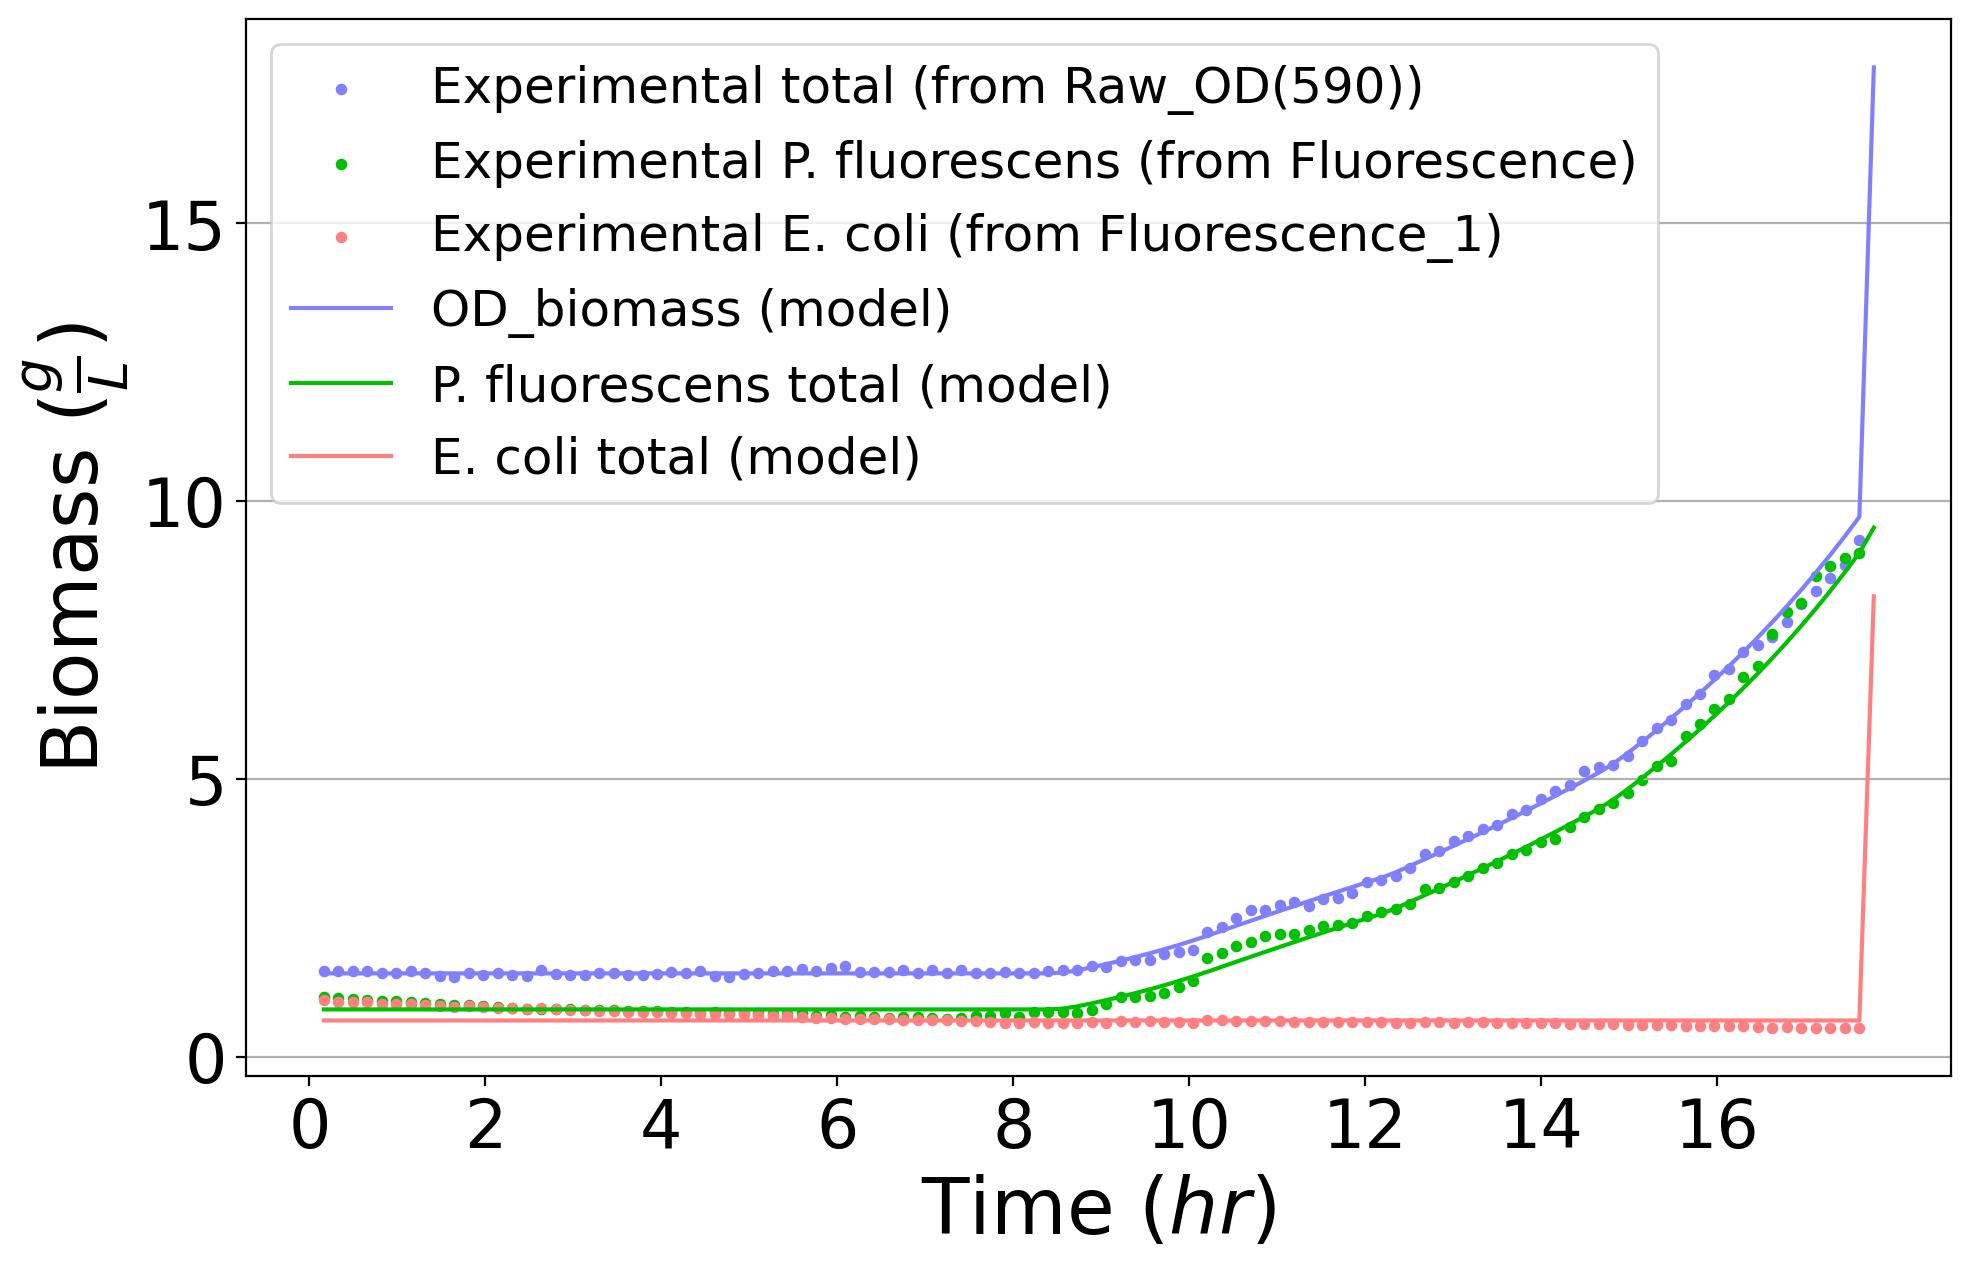 Experimental total (from Raw_OD(590))
Experimental P. fluorescens (from Fluorescence)
Experimental E. coli (from Fluorescence_1)
OD_biomass (model)
P. fluorescens total (model)
E. coli total (model)
15
10
5
0
Biomass (g/L)
0 2 4 6 8 10 12 14 16
Time (hr)